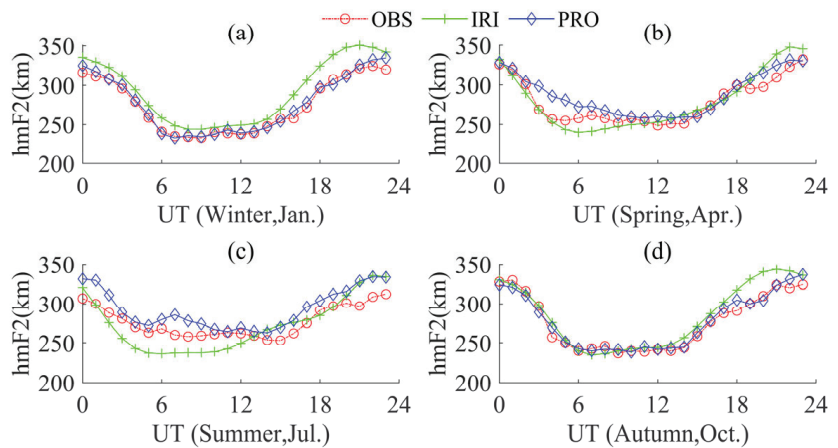 OBS IRI PRO
(a) (b)
350 350
300 300
250 250
200 200
hmF2(km) hmF2(km)
0 6 12 18 24 0 6 12 18 24
UT (Winter,Jan.) UT (Spring,Apr.)
(c) (d)
350 350
300 300
250 250
200 200
hmF2(km) hmF2(km)
0 6 12 18 24 0 6 12 18 24
UT (Summer,Jul.) UT (Autumn,Oct.)